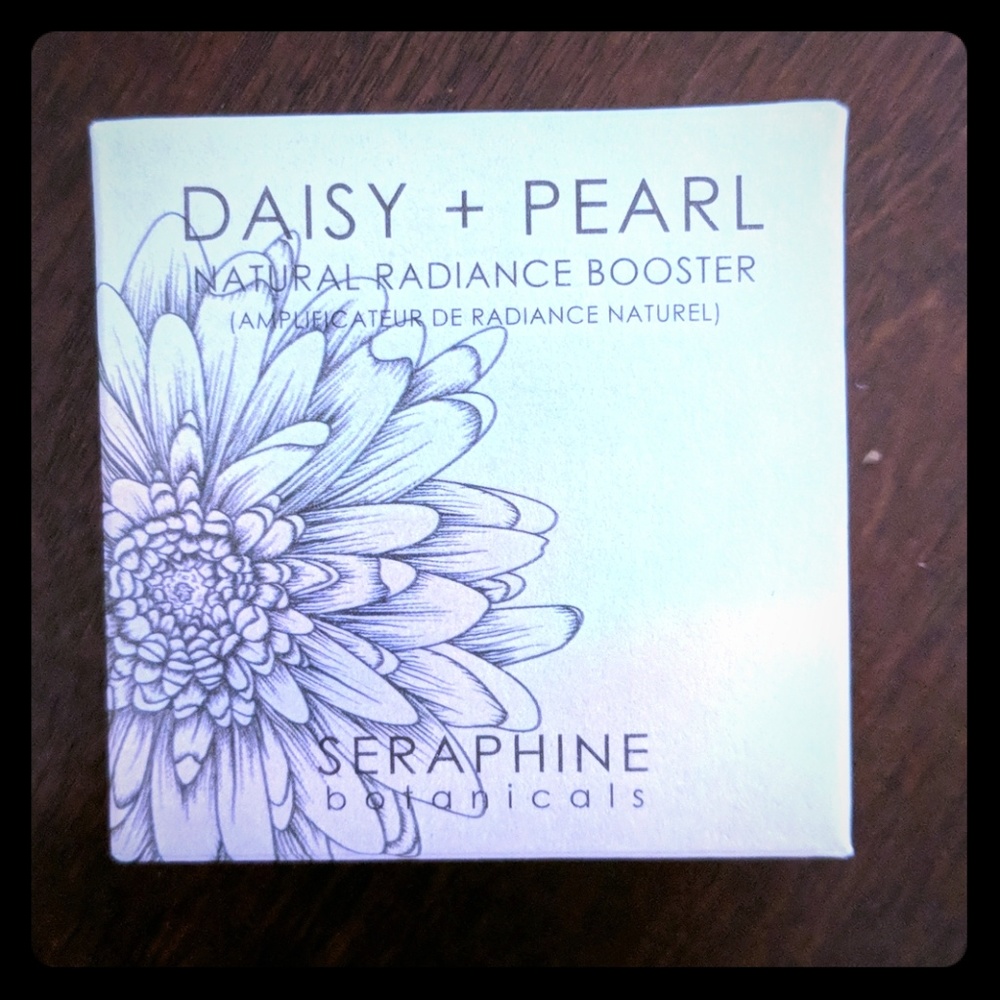 DAISY + PEARL
NATURAL RADIANCE BOOSTER
(AMPLIFICATEUR DE RADIANCE NATUREL)
SERAPHINE
botanicals